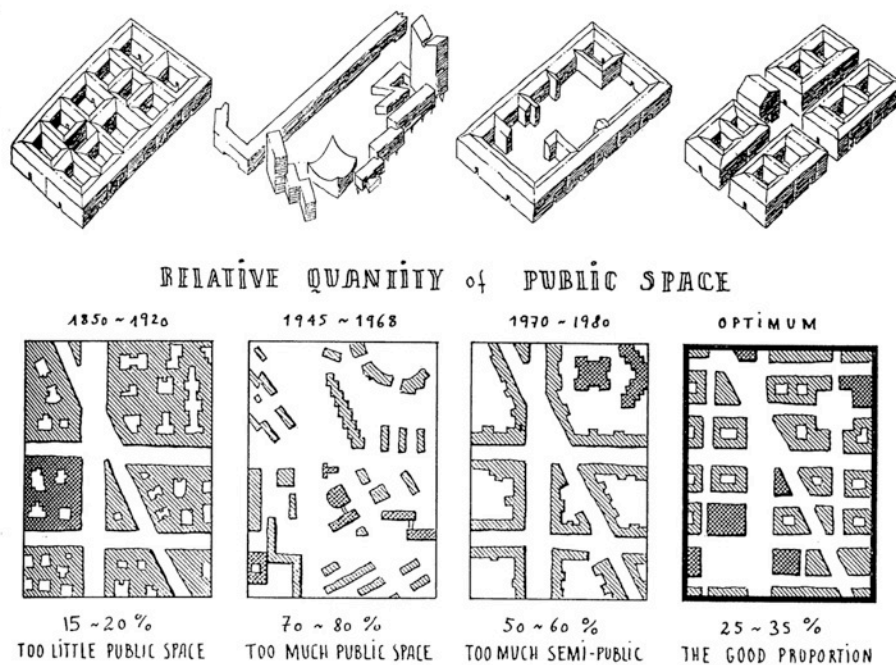 RELATIVE QUANTITY of PUBLIC SPACE
1850 ~ 1920
1945 ~ 1968
1970 ~ 1980
OPTIMUM
15 ~ 20 %
70 ~ 80 %
50 ~ 60 %
25 ~ 35 %
TOO LITTLE PUBLIC SPACE
TOO MUCH PUBLIC SPACE
TOO MUCH SEMI-PUBLIC
THE GOOD PROPORTION